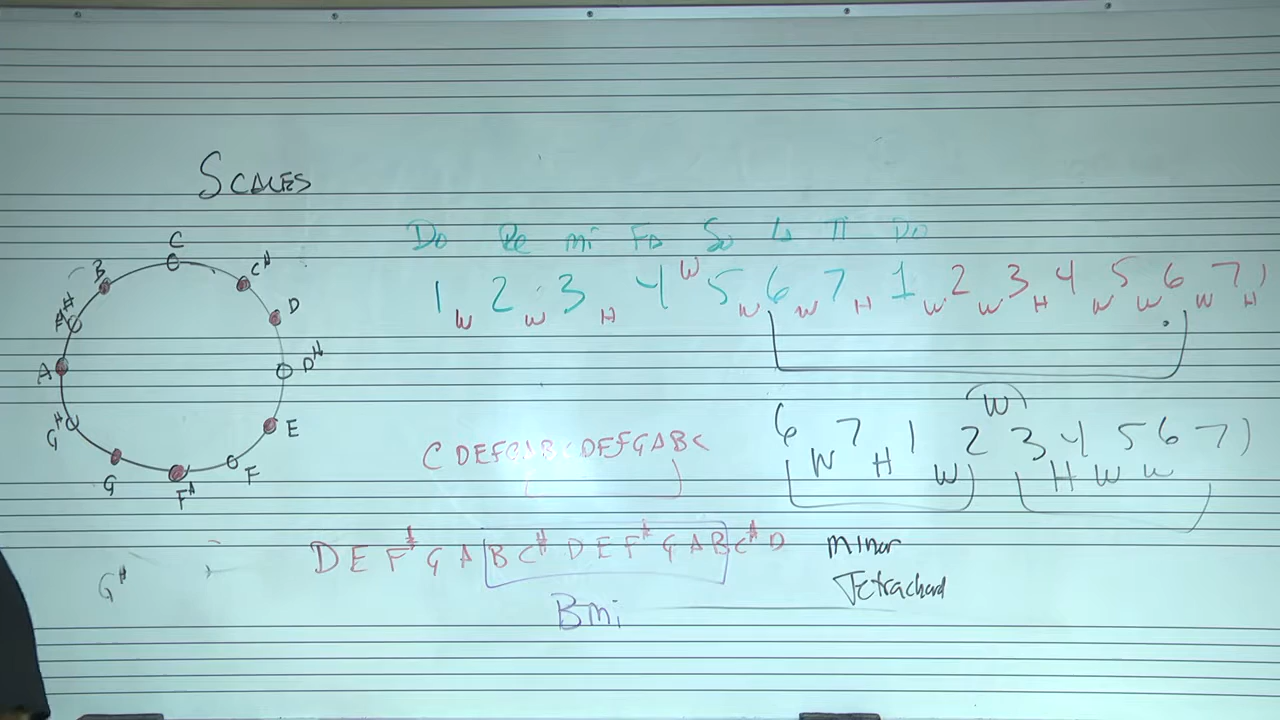 SCALES
C
B C#
A# D
A D#
G# E
G F
F#
Do Re mi FA So La Ti Do
1 W 2 W 3 H 4 W 5 W 6 W 7 H 1 W 2 W 3 H 4 W 5 W 6 W 7 H
W
6 7 1 2 3 4 5 6 7
W H W H W W
C D E F G A B C D E F G A B C
D E F# G A B C# D E F# G A B C# D
minor
Tetrachord
G#
Bmi